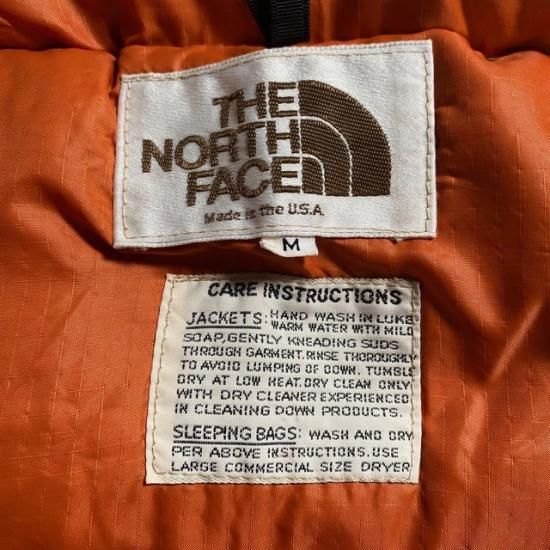 THE
NORTH
FACE
Made in the U.S.A.
M
CARE INSTRUCTIONS
JACKETS: HAND WASH IN LUKE
WARM WATER WITH MILD
SOAP, GENTLY KNEADING SUDS
THROUGH GARMENT. RINSE THOROUGHLY
TO AVOID LUMPING OF DOWN. TUMBLE
DRY AT LOW HEAT. DRY CLEAN ONLY
WITH DRY CLEANER EXPERIENCED
IN CLEANING DOWN PRODUCTS.
SLEEPING BAGS: WASH AND DRY
PER ABOVE INSTRUCTIONS. USE
LARGE COMMERCIAL SIZE DRYER